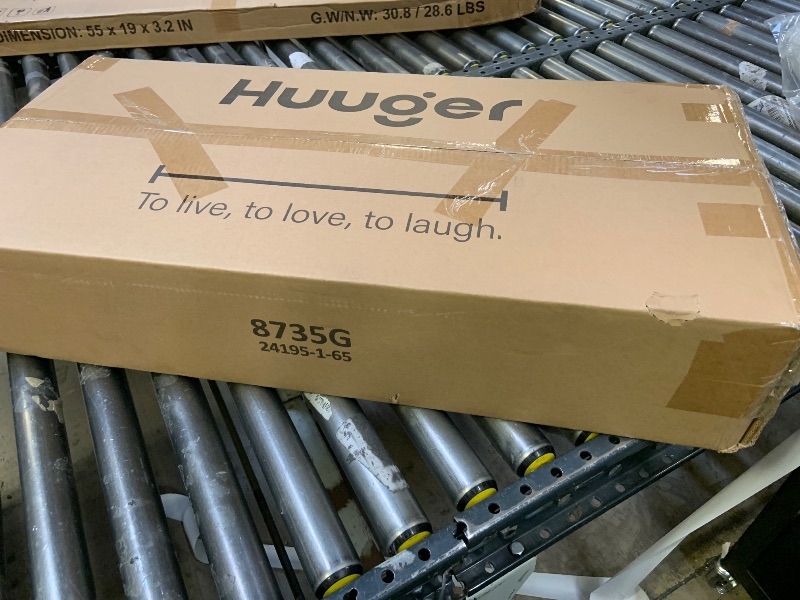 DIMENSION: 55 x 19 x 3.2 IN
G.W/N.W: 30.8 / 28.6 LBS
Huuger
To live, to love, to laugh.
8735G
24195-1-65